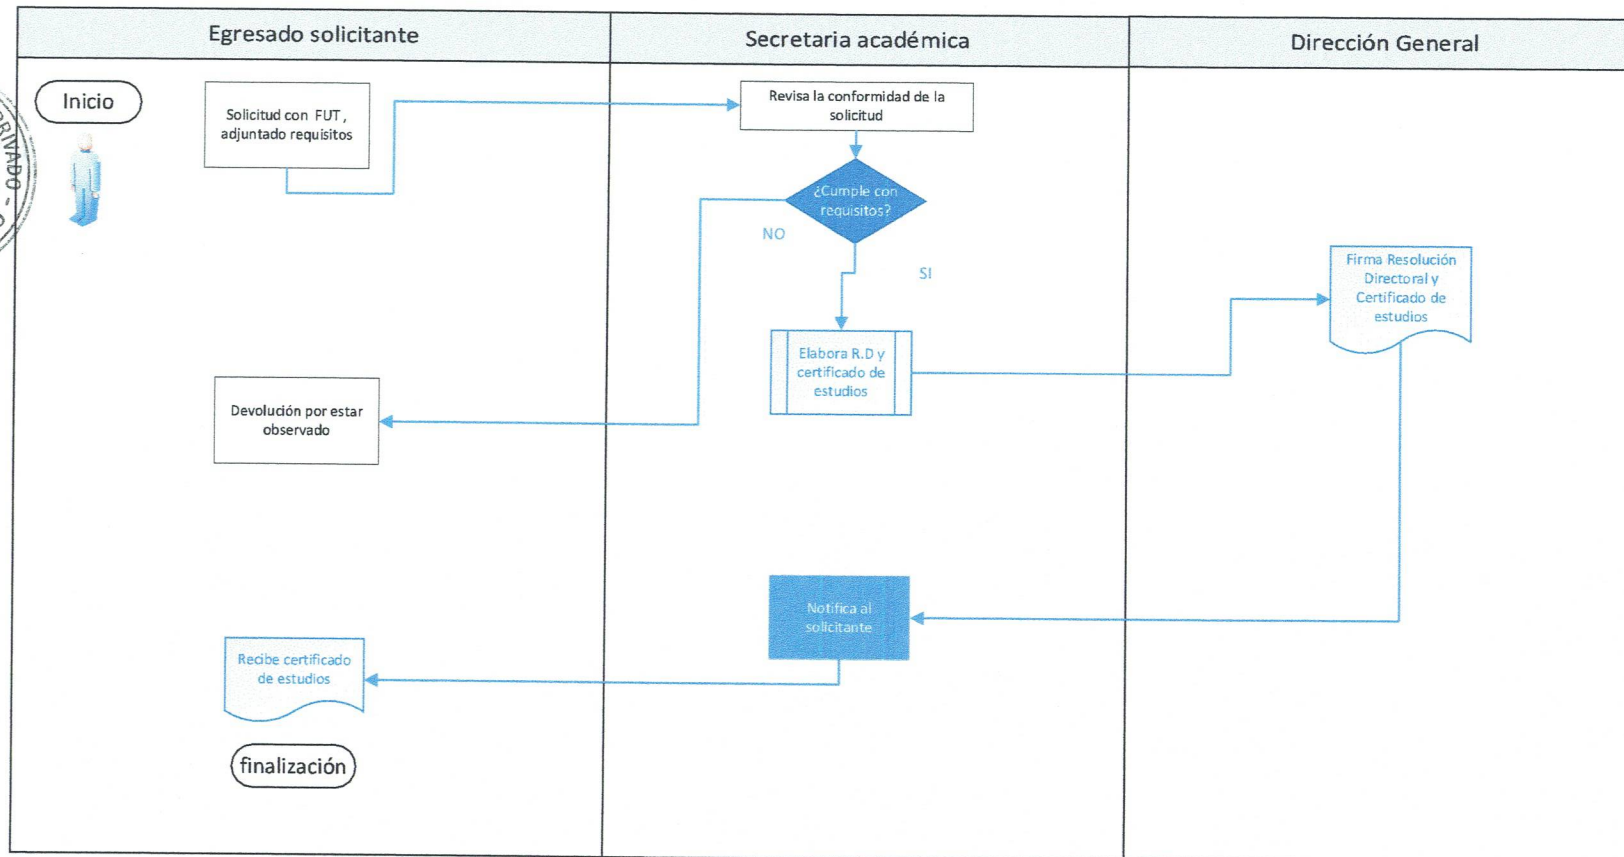 Egresado solicitante
Secretaria académica
Dirección General
Inicio
Solicitud con FUT,
adjuntado requisitos
Revisa la conformidad de la
solicitud
¿Cumple con
requisitos?
NO
SI
Firma Resolución
Directoral y
Certificado de
estudios
Elabora R.D y
certificado de
estudios
Devolución por estar
observado
Notifica al
solicitante
Recibe certificado
de estudios
finalización
PRIVADO -